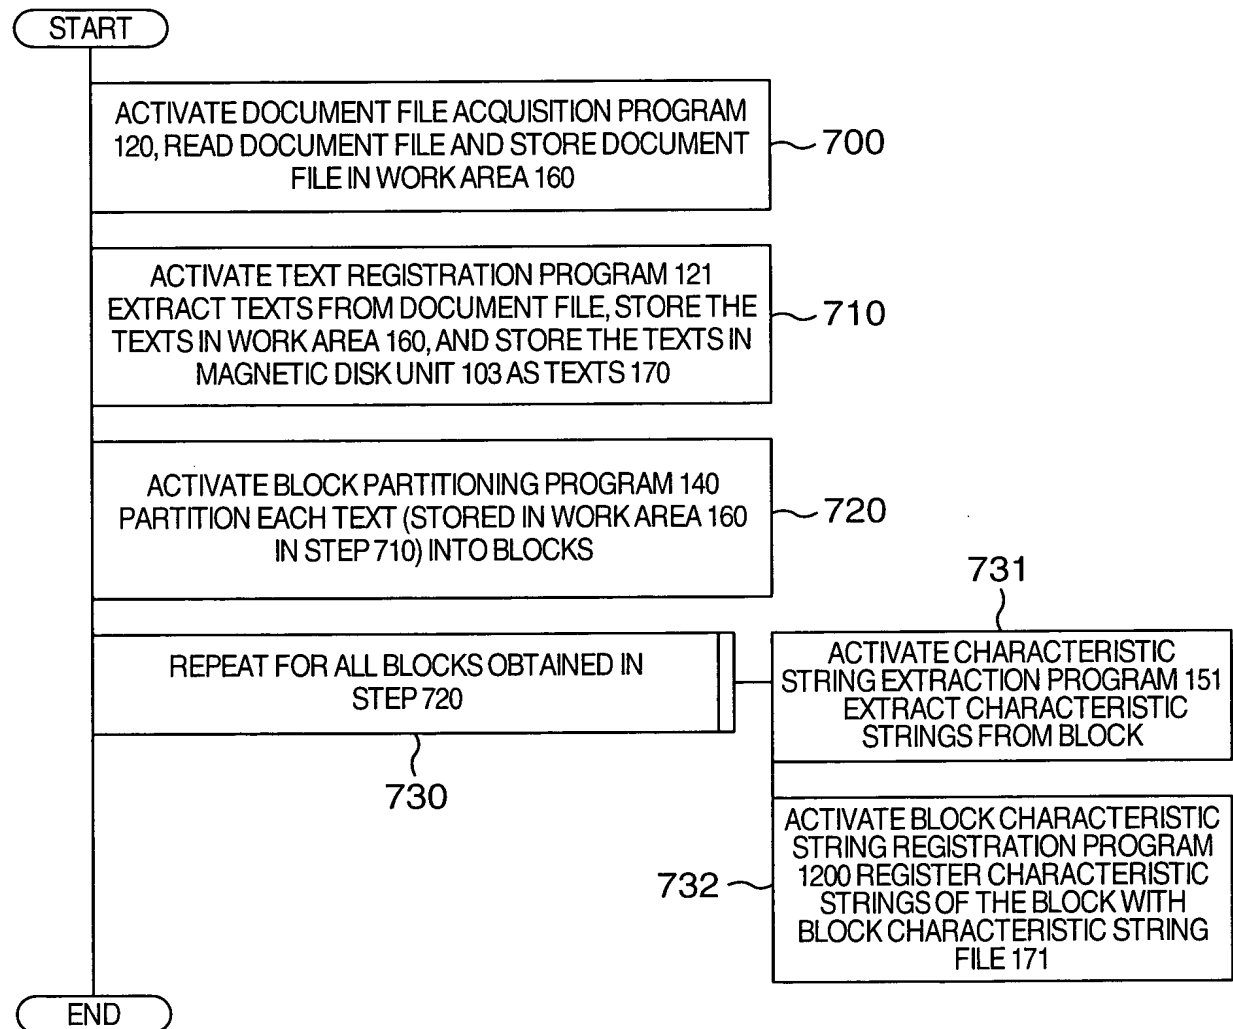 START
ACTIVATE DOCUMENT FILE ACQUISITION PROGRAM
120, READ DOCUMENT FILE AND STORE DOCUMENT
FILE IN WORK AREA 160
700
ACTIVATE TEXT REGISTRATION PROGRAM 121
EXTRACT TEXTS FROM DOCUMENT FILE, STORE THE
TEXTS IN WORK AREA 160, AND STORE THE TEXTS IN
MAGNETIC DISK UNIT 103 AS TEXTS 170
710
ACTIVATE BLOCK PARTITIONING PROGRAM 140
PARTITION EACH TEXT (STORED IN WORK AREA 160
IN STEP 710) INTO BLOCKS
720
REPEAT FOR ALL BLOCKS OBTAINED IN
STEP 720
730
731
ACTIVATE CHARACTERISTIC
STRING EXTRACTION PROGRAM 151
EXTRACT CHARACTERISTIC
STRINGS FROM BLOCK
732
ACTIVATE BLOCK CHARACTERISTIC
STRING REGISTRATION PROGRAM
1200 REGISTER CHARACTERISTIC
STRINGS OF THE BLOCK WITH
BLOCK CHARACTERISTIC STRING
FILE 171
END